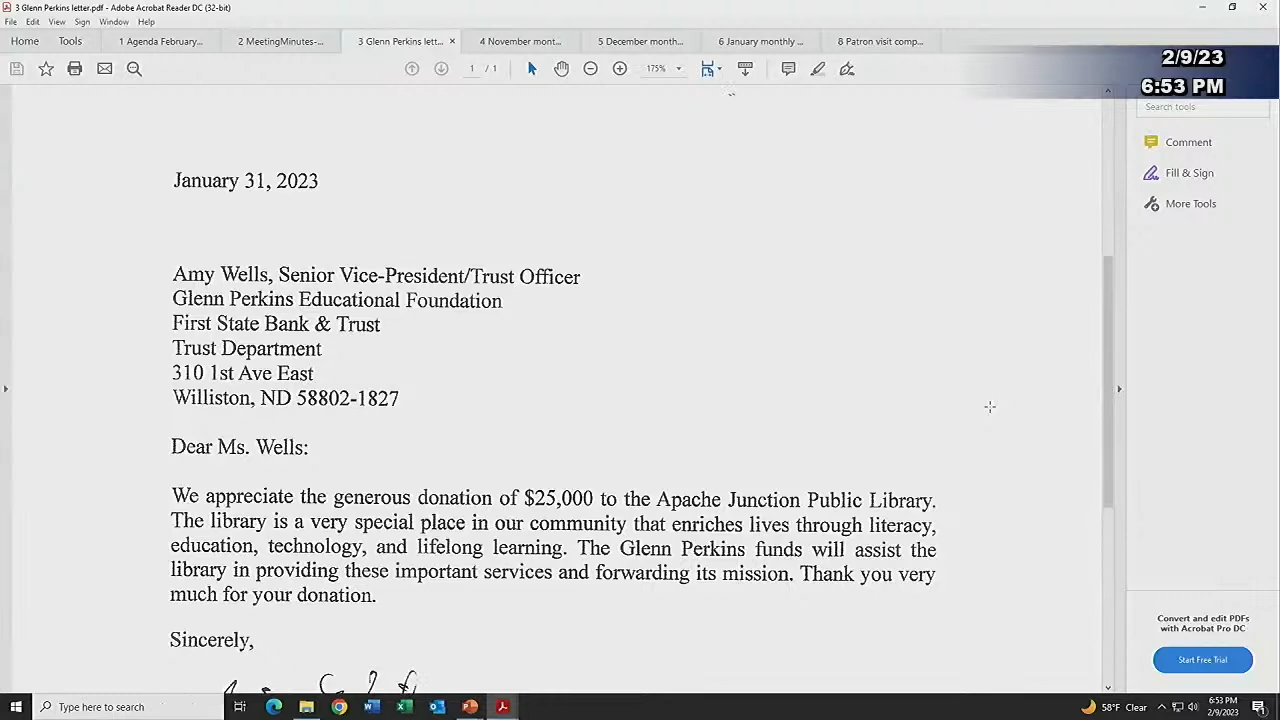 3 Glenn Perkins letter.pdf - Adobe Acrobat Reader DC (32-bit)
File Edit View Sign Window Help
Home Tools 1 Agenda February... 2 MeetingMinutes-... 3 Glenn Perkins lett... × 4 November mont... 5 December month... 6 January monthly ... 8 Patron visit comp...
2/9/23
/ 1 175%
6:53 PM
Search tools
Comment
Fill & Sign
More Tools
January 31, 2023
Amy Wells, Senior Vice-President/Trust Officer
Glenn Perkins Educational Foundation
First State Bank & Trust
Trust Department
310 1st Ave East
Williston, ND 58802-1827
Dear Ms. Wells:
We appreciate the generous donation of $25,000 to the Apache Junction Public Library.
The library is a very special place in our community that enriches lives through literacy,
education, technology, and lifelong learning. The Glenn Perkins funds will assist the
library in providing these important services and forwarding its mission. Thank you very
much for your donation.
Sincerely,
Convert and edit PDFs
with Acrobat Pro DC
Start Free Trial
Type here to search
58°F Clear
6:53 PM
2/9/2023